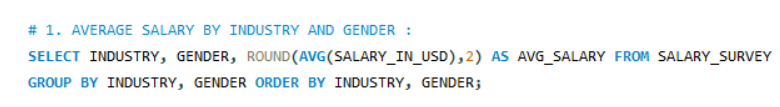 # 1. AVERAGE SALARY BY INDUSTRY AND GENDER :
SELECT INDUSTRY, GENDER, ROUND(AVG(SALARY_IN_USD),2) AS AVG_SALARY FROM SALARY_SURVEY
GROUP BY INDUSTRY, GENDER ORDER BY INDUSTRY, GENDER;